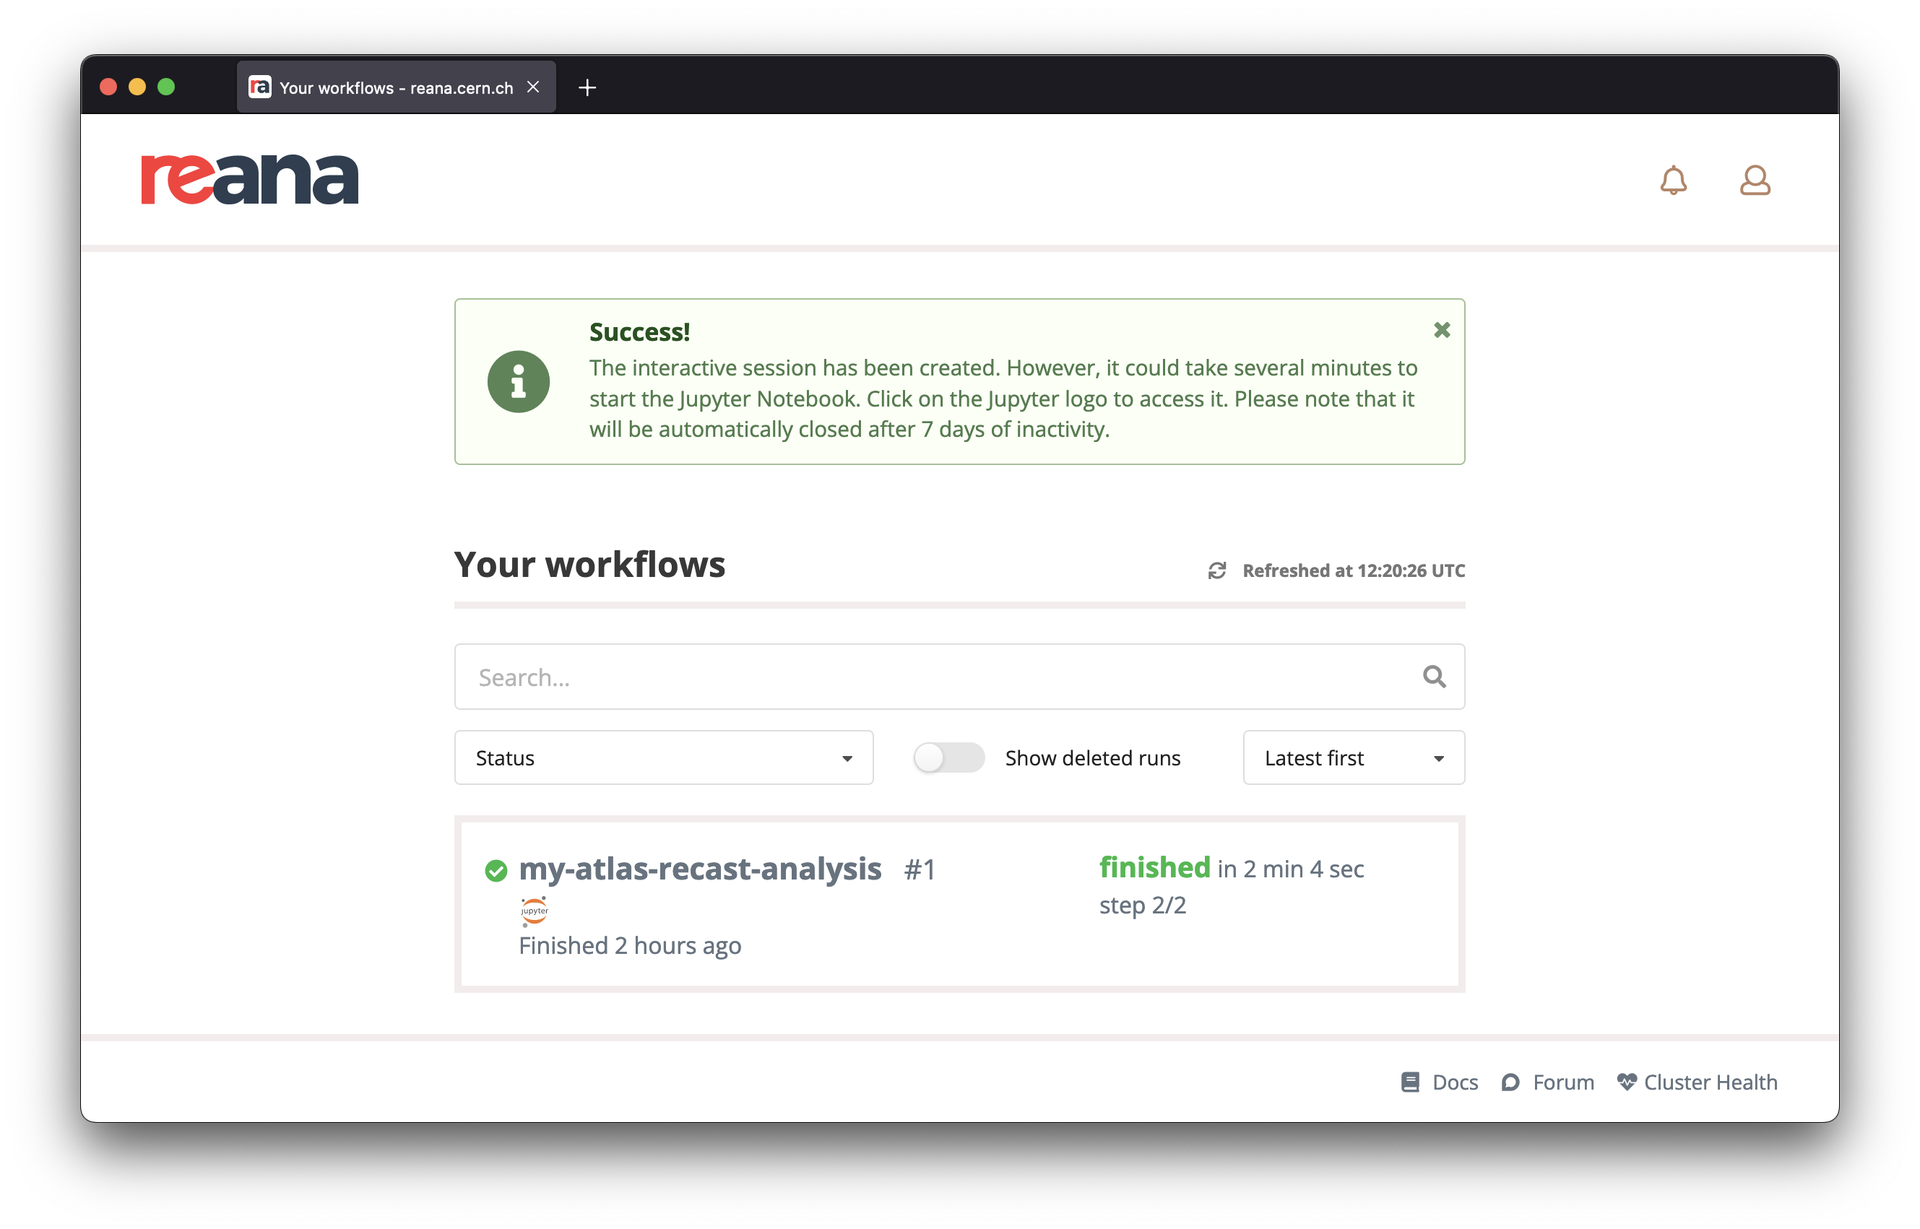 ra Your workflows - reana.cern.ch
reana
Success!
The interactive session has been created. However, it could take several minutes to
start the Jupyter Notebook. Click on the Jupyter logo to access it. Please note that it
will be automatically closed after 7 days of inactivity.
Your workflows
Refreshed at 12:20:26 UTC
Search...
Status
Show deleted runs
Latest first
my-atlas-recast-analysis #1
finished in 2 min 4 sec
jupyter
step 2/2
Finished 2 hours ago
Docs
Forum
Cluster Health